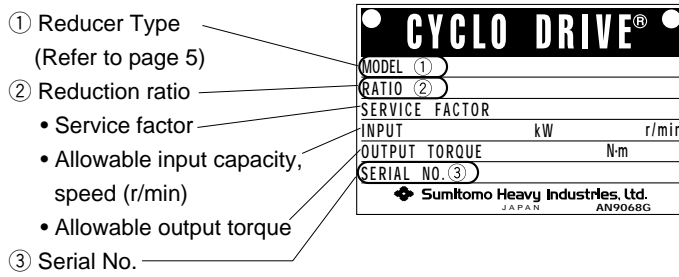 ① Reducer Type
(Refer to page 5)
② Reduction ratio
• Service factor
• Allowable input capacity,
speed (r/min)
• Allowable output torque
③ Serial No.
CYCLO DRIVE®
MODEL ①
RATIO ②
SERVICE FACTOR
INPUT kW r/min
OUTPUT TORQUE N·m
SERIAL NO. ③
Sumitomo Heavy Industries, Ltd.
JAPAN AN9068G